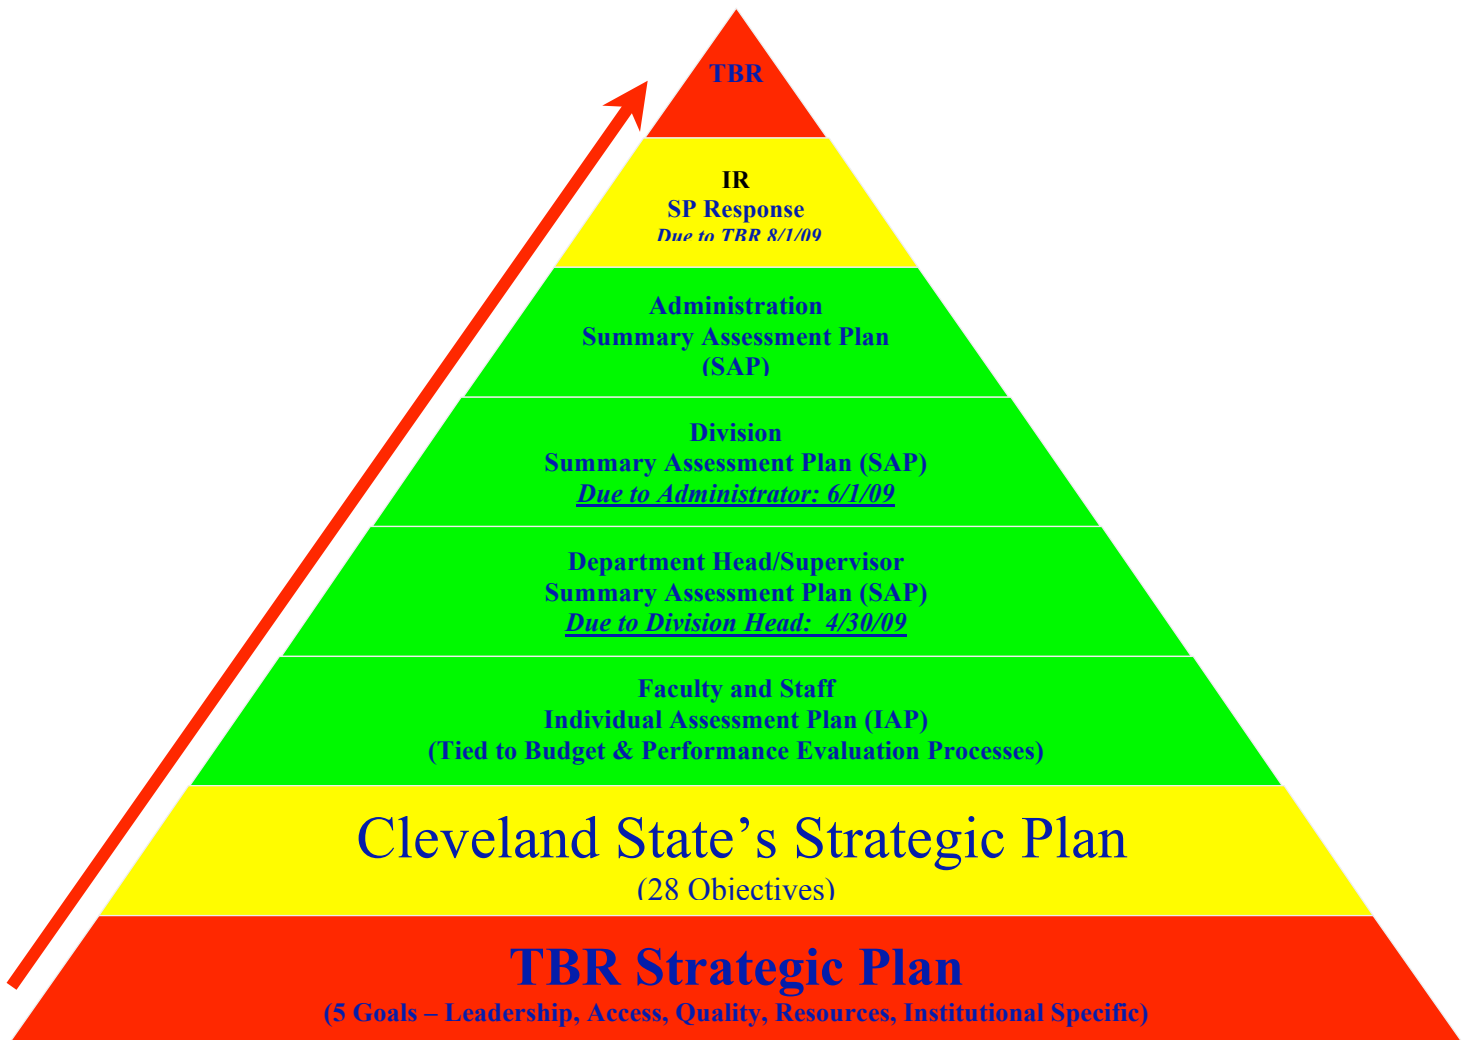 TBR
IR
SP Response
Due to TBR 8/1/09
Administration
Summary Assessment Plan
(SAP)
Division
Summary Assessment Plan (SAP)
Due to Administrator: 6/1/09
Department Head/Supervisor
Summary Assessment Plan (SAP)
Due to Division Head:  4/30/09
Faculty and Staff
Individual Assessment Plan (IAP)
(Tied to Budget & Performance Evaluation Processes)
Cleveland State’s Strategic Plan
(28 Objectives)
TBR Strategic Plan
(5 Goals – Leadership, Access, Quality, Resources, Institutional Specific)